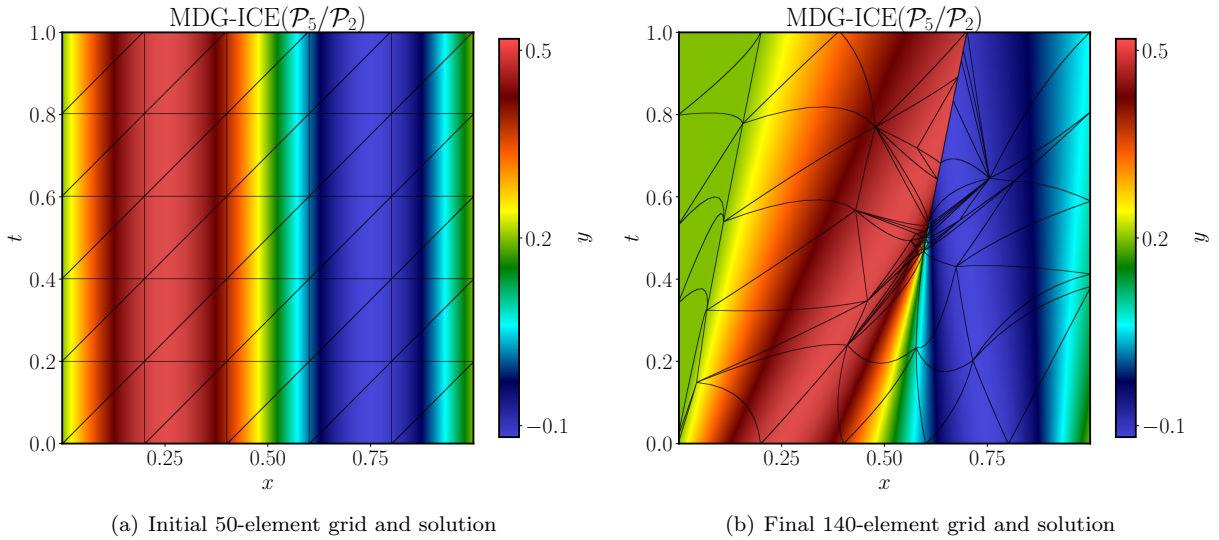 MDG-ICE(𝒫₅/𝒫₂)
1.0
0.8
0.6
0.4
0.2
0.0
t
0.25 0.50 0.75
x
0.5
0.2
−0.1
y
(a) Initial 50-element grid and solution
MDG-ICE(𝒫₅/𝒫₂)
1.0
0.8
0.6
0.4
0.2
0.0
t
0.25 0.50 0.75
x
0.5
0.2
−0.1
y
(b) Final 140-element grid and solution